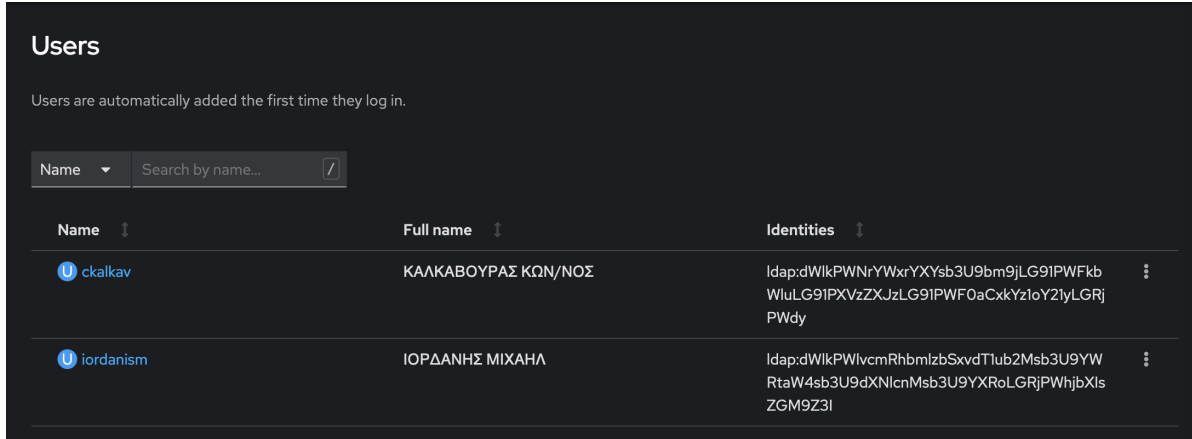 Users
Users are automatically added the first time they log in.
Name Search by name... /
Name Full name Identities
U ckalkav ΚΑΛΚΑΒΟΥΡΑΣ ΚΩΝ/ΝΟΣ ldap:dWlkPWNrYWxrYXYsb3U9bm9jLG91PWFkb
WluLG91PXVzZXJzLG91PWF0aCxkYz1oY21yLGRj
PWdy
U iordanism ΙΟΡΔΑΝΗΣ ΜΙΧΑΗΛ ldap:dWlkPWlvcmRhbmlzbSxvdT1ub2Msb3U9YW
RtaW4sb3U9dXNlcnMsb3U9YXRoLGRjPWhjbXIs
ZGM9Z3I